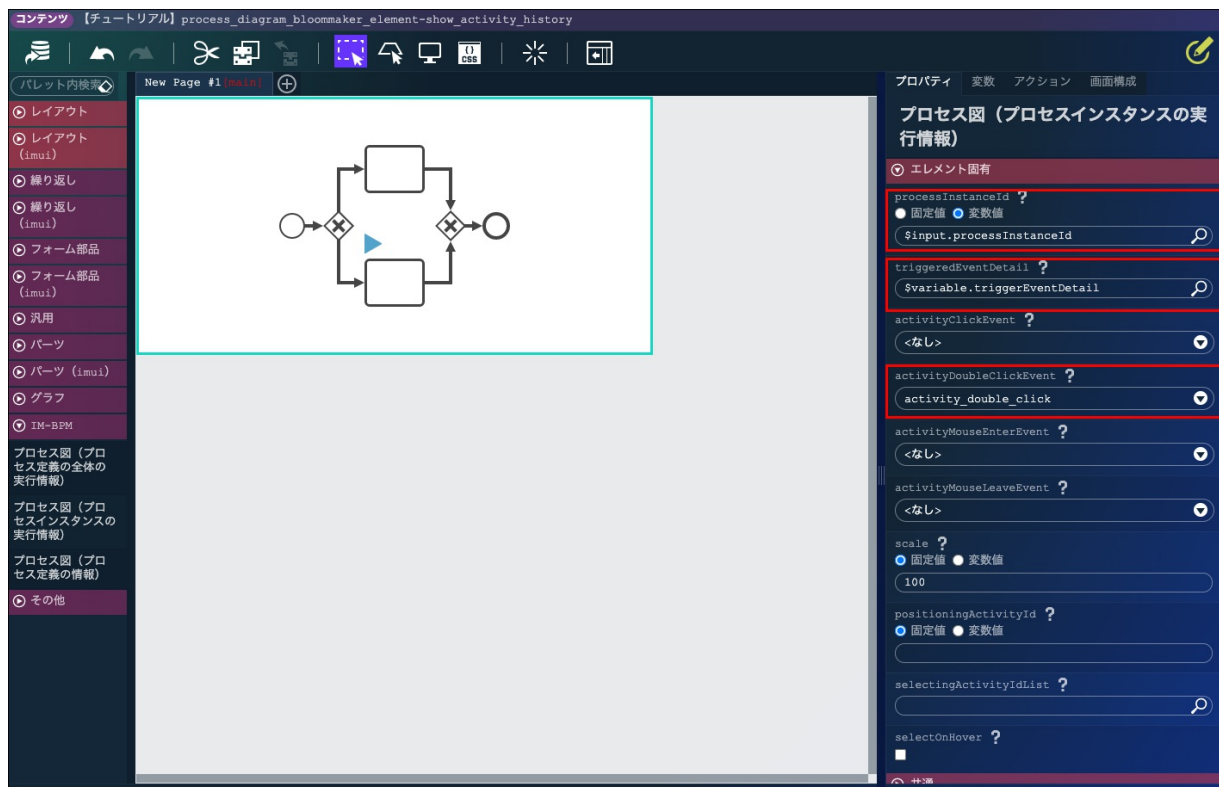 コンテンツ 【チュートリアル】process_diagram_bloommaker_element-show_activity_history
CSS
パレット内検索
レイアウト
レイアウト
(imui)
繰り返し
繰り返し
(imui)
フォーム部品
フォーム部品
(imui)
汎用
パーツ
パーツ (imui)
グラフ
IM-BPM
プロセス図（プロ
セス定義の全体の
実行情報）
プロセス図（プロ
セスインスタンスの
実行情報）
プロセス図（プロ
セス定義の情報）
その他
New Page #1[main]
プロパティ 変数 アクション 画面構成
プロセス図（プロセスインスタンスの実
行情報）
エレメント固有
processInstanceId ?
固定値 変数値
$input.processInstanceId
triggeredEventDetail ?
$variable.triggerEventDetail
activityClickEvent ?
<なし>
activityDoubleClickEvent ?
activity_double_click
activityMouseEnterEvent ?
<なし>
activityMouseLeaveEvent ?
<なし>
scale ?
固定値 変数値
100
positioningActivityId ?
固定値 変数値
selectingActivityIdList ?
selectOnHover ?
共通